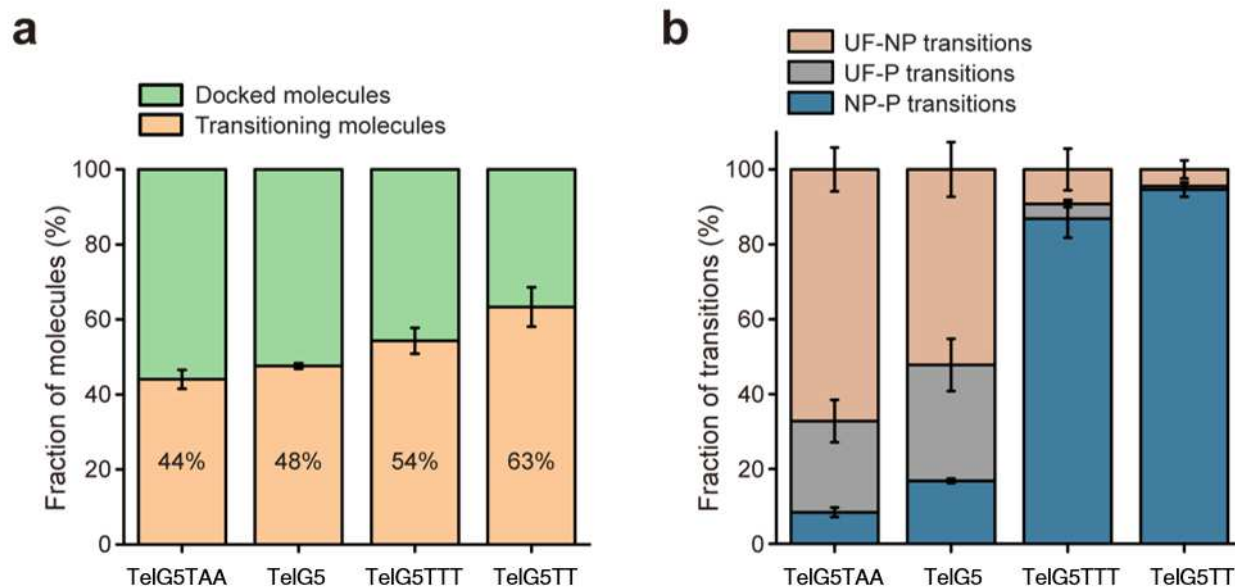 a
Docked molecules
Transitioning molecules
Fraction of molecules (%)
100
80
60
40
20
0
44%
48%
54%
63%
TelG5TAA
TelG5
TelG5TTT
TelG5TT
b
UF-NP transitions
UF-P transitions
NP-P transitions
Fraction of transitions (%)
100
80
60
40
20
0
TelG5TAA
TelG5
TelG5TTT
TelG5TT